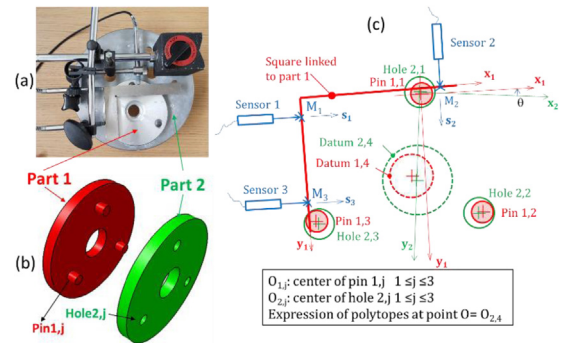 (a)
Part 1
Part 2
(b)
Pin1,j
Hole2,j
(c)
Sensor 2
Square linked
to part 1
Hole 2,1
Pin 1,1
x₁
x₁
x₂
θ
M₂
s₂
Sensor 1
M₁
s₁
Datum 2,4
Datum 1,4
Sensor 3
M₃
s₃
Hole 2,2
Pin 1,2
Pin 1,3
Hole 2,3
y₁
y₂
y₁
O₁,ⱼ: center of pin 1,j 1 ≤j ≤3
O₂,ⱼ: center of hole 2,j 1 ≤j ≤3
Expression of polytopes at point O= O₂,₄